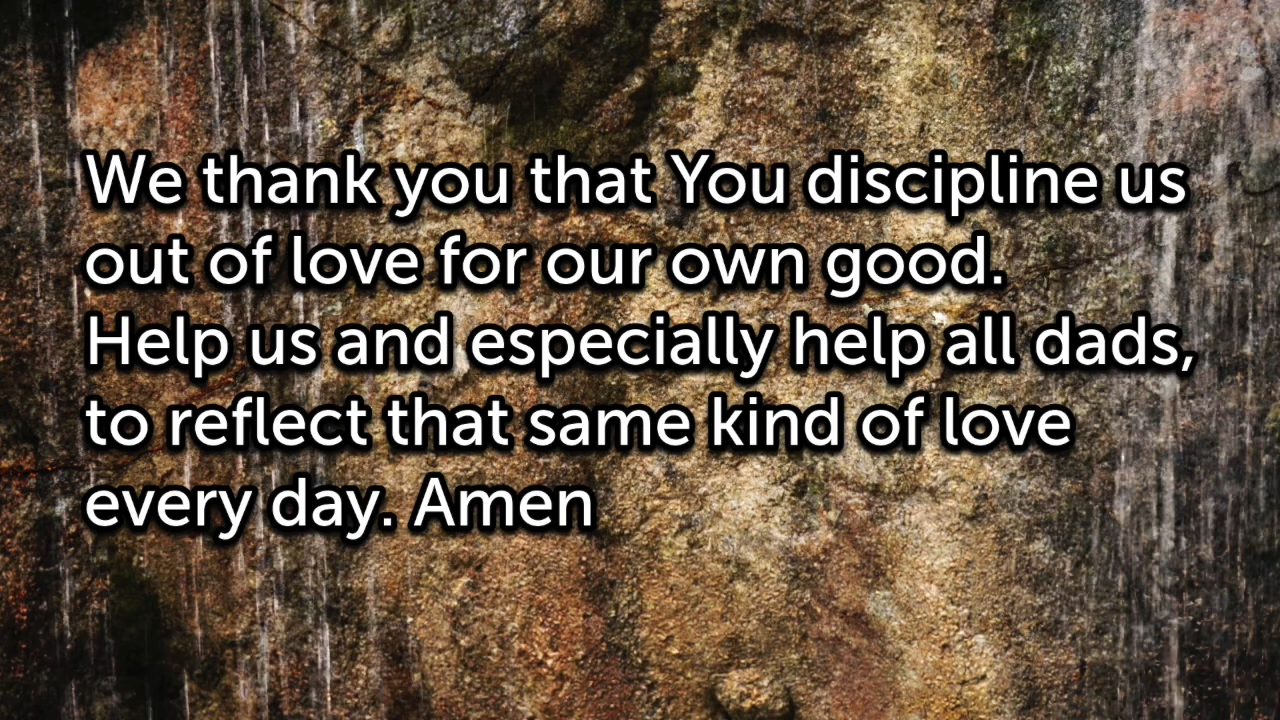 We thank you that You discipline us
out of love for our own good.
Help us and especially help all dads,
to reflect that same kind of love
every day. Amen